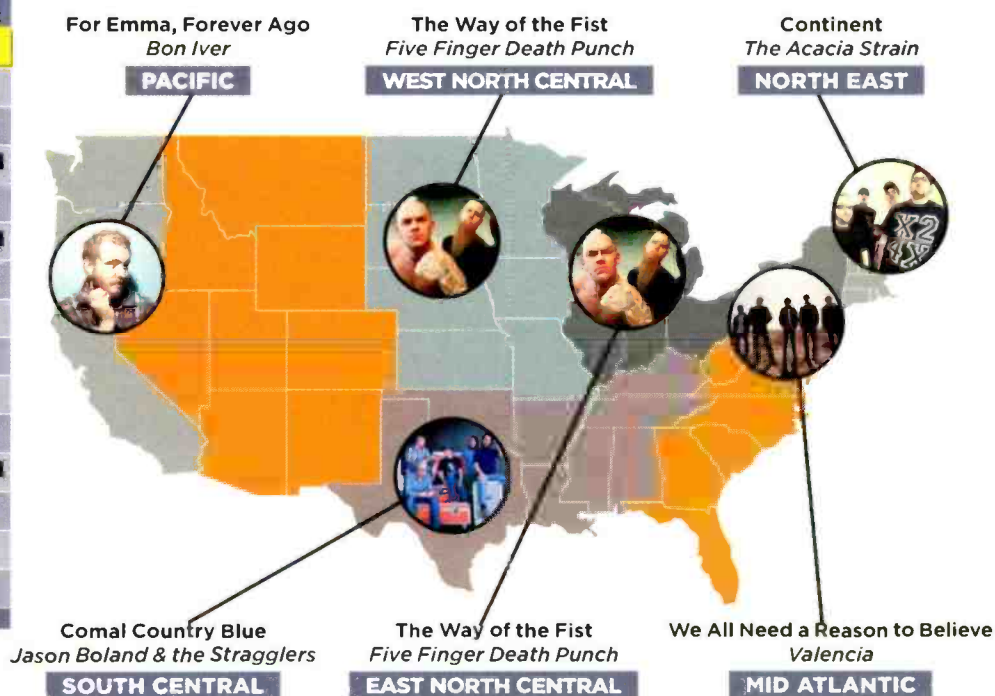 For Emma, Forever Ago
Bon Iver
PACIFIC
The Way of the Fist
Five Finger Death Punch
WEST NORTH CENTRAL
Continent
The Acacia Strain
NORTH EAST
X2
4X
Comal Country Blue
Jason Boland & the Stragglers
SOUTH CENTRAL
The Way of the Fist
Five Finger Death Punch
EAST NORTH CENTRAL
We All Need a Reason to Believe
Valencia
MID ATLANTIC